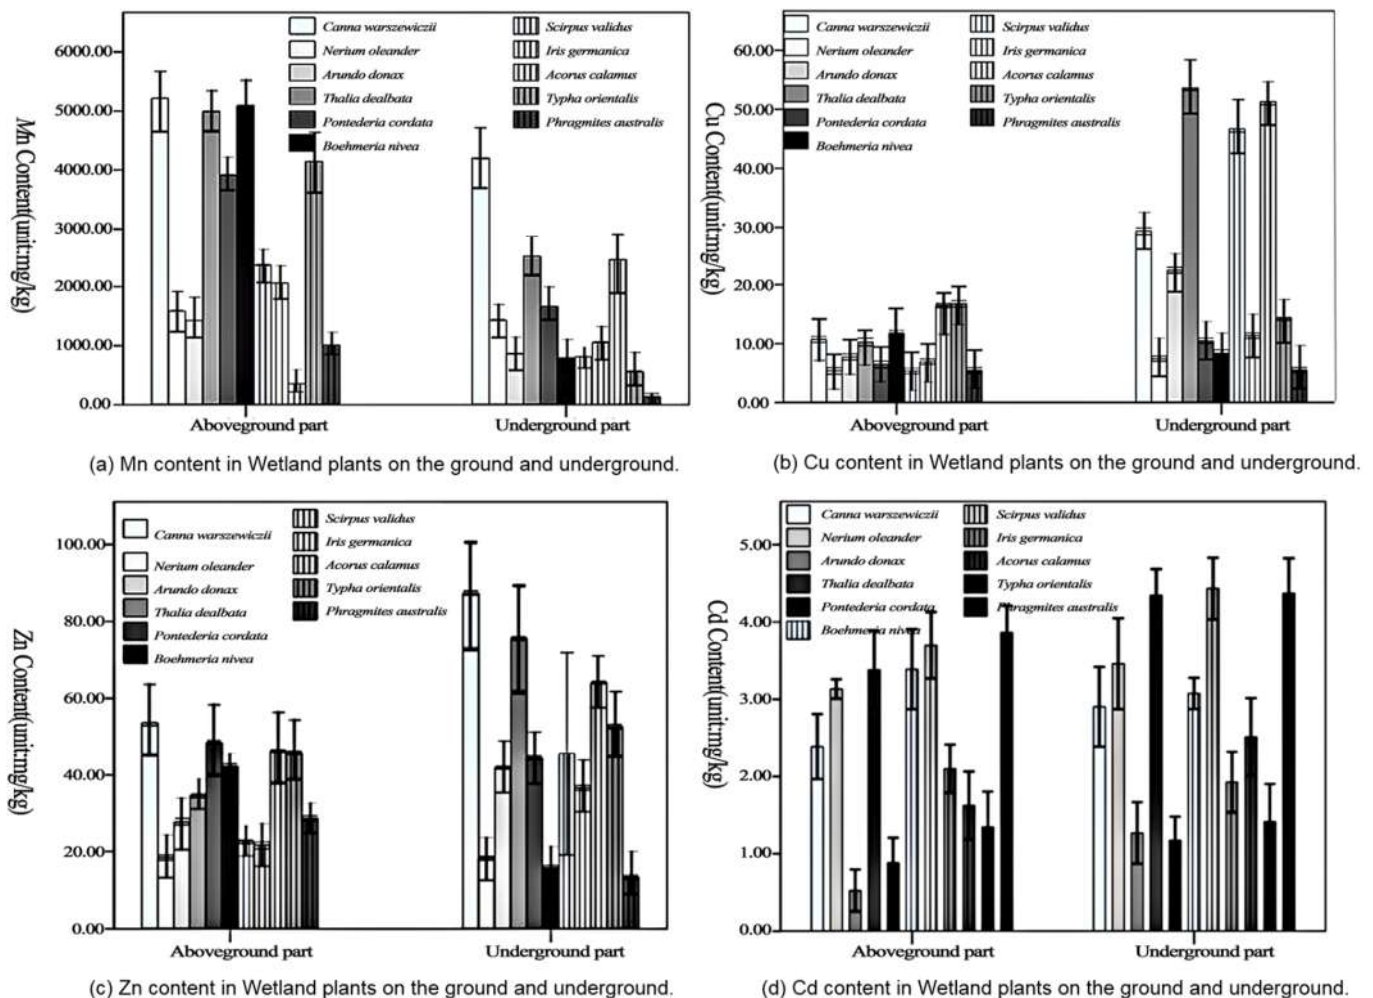 Mn Content(unit:mg/kg)
6000.00
5000.00
4000.00
3000.00
2000.00
1000.00
0.00
Canna warszewiczii
Nerium oleander
Arundo donax
Thalia dealbata
Pontederia cordata
Boehmeria nivea
Scirpus validus
Iris germanica
Acorus calamus
Typha orientalis
Phragmites australis
Aboveground part
Underground part
(a) Mn content in Wetland plants on the ground and underground.
Cu Content(unit:mg/kg)
60.00
50.00
40.00
30.00
20.00
10.00
0.00
Canna warszewiczii
Nerium oleander
Arundo donax
Thalia dealbata
Pontederia cordata
Boehmeria nivea
Scirpus validus
Iris germanica
Acorus calamus
Typha orientalis
Phragmites australis
Aboveground part
Underground part
(b) Cu content in Wetland plants on the ground and underground.
Zn Content(unit:mg/kg)
100.00
80.00
60.00
40.00
20.00
0.00
Canna warszewiczii
Nerium oleander
Arundo donax
Thalia dealbata
Pontederia cordata
Boehmeria nivea
Scirpus validus
Iris germanica
Acorus calamus
Typha orientalis
Phragmites australis
Aboveground part
Underground part
(c) Zn content in Wetland plants on the ground and underground.
Cd Content(unit:mg/kg)
5.00
4.00
3.00
2.00
1.00
0.00
Canna warszewiczii
Nerium oleander
Arundo donax
Thalia dealbata
Pontederia cordata
Boehmeria nivea
Scirpus validus
Iris germanica
Acorus calamus
Typha orientalis
Phragmites australis
Aboveground part
Underground part
(d) Cd content in Wetland plants on the ground and underground.